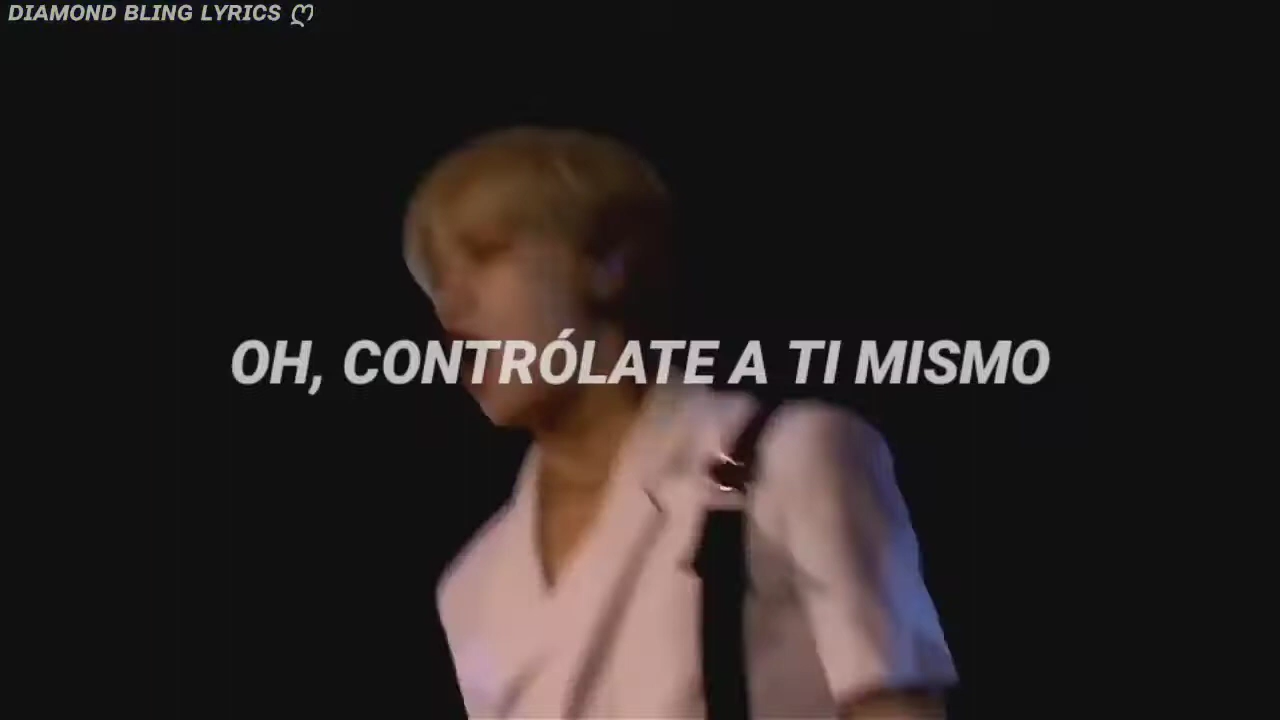 DIAMOND BLING LYRICS ღ
OH, CONTRÓLATE A TI MISMO